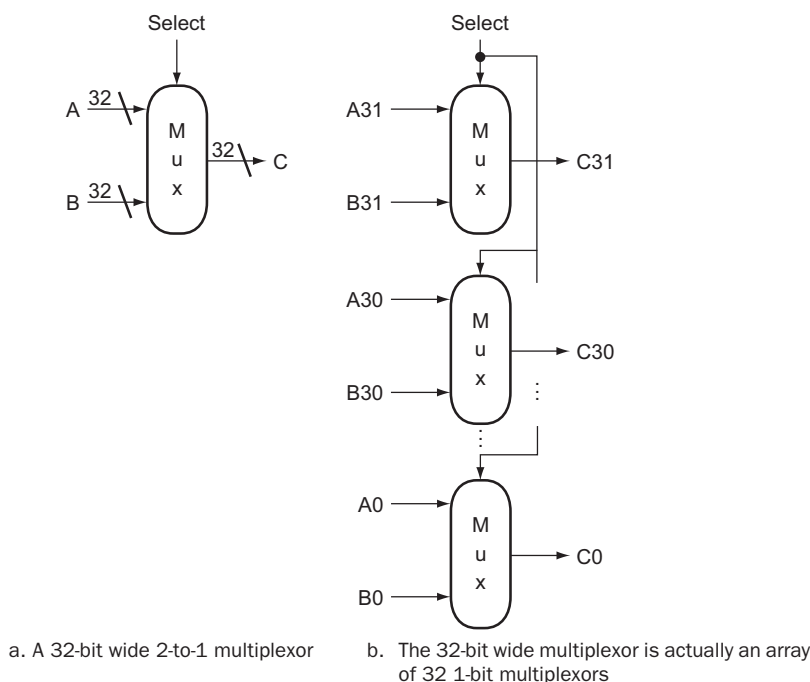 Select
A
32
B
32
32
C
M
u
x
Select
A31
B31
M
u
x
C31
A30
B30
M
u
x
C30
A0
B0
M
u
x
C0
a. A 32-bit wide 2-to-1 multiplexor
b. The 32-bit wide multiplexor is actually an array
of 32 1-bit multiplexors